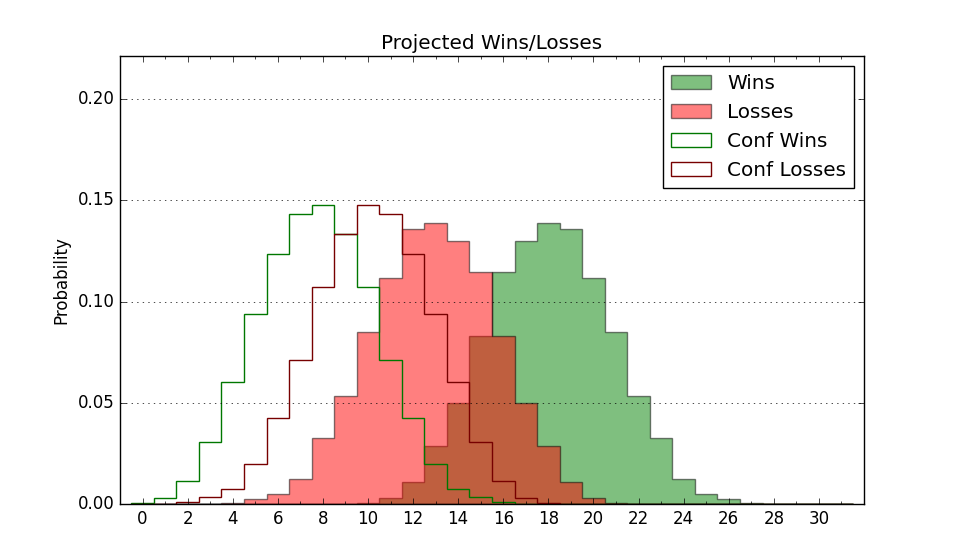 Projected Wins/Losses
Wins
Losses
Conf Wins
Conf Losses
Probability
0.20
0.15
0.10
0.05
0.00
0 2 4 6 8 10 12 14 16 18 20 22 24 26 28 30